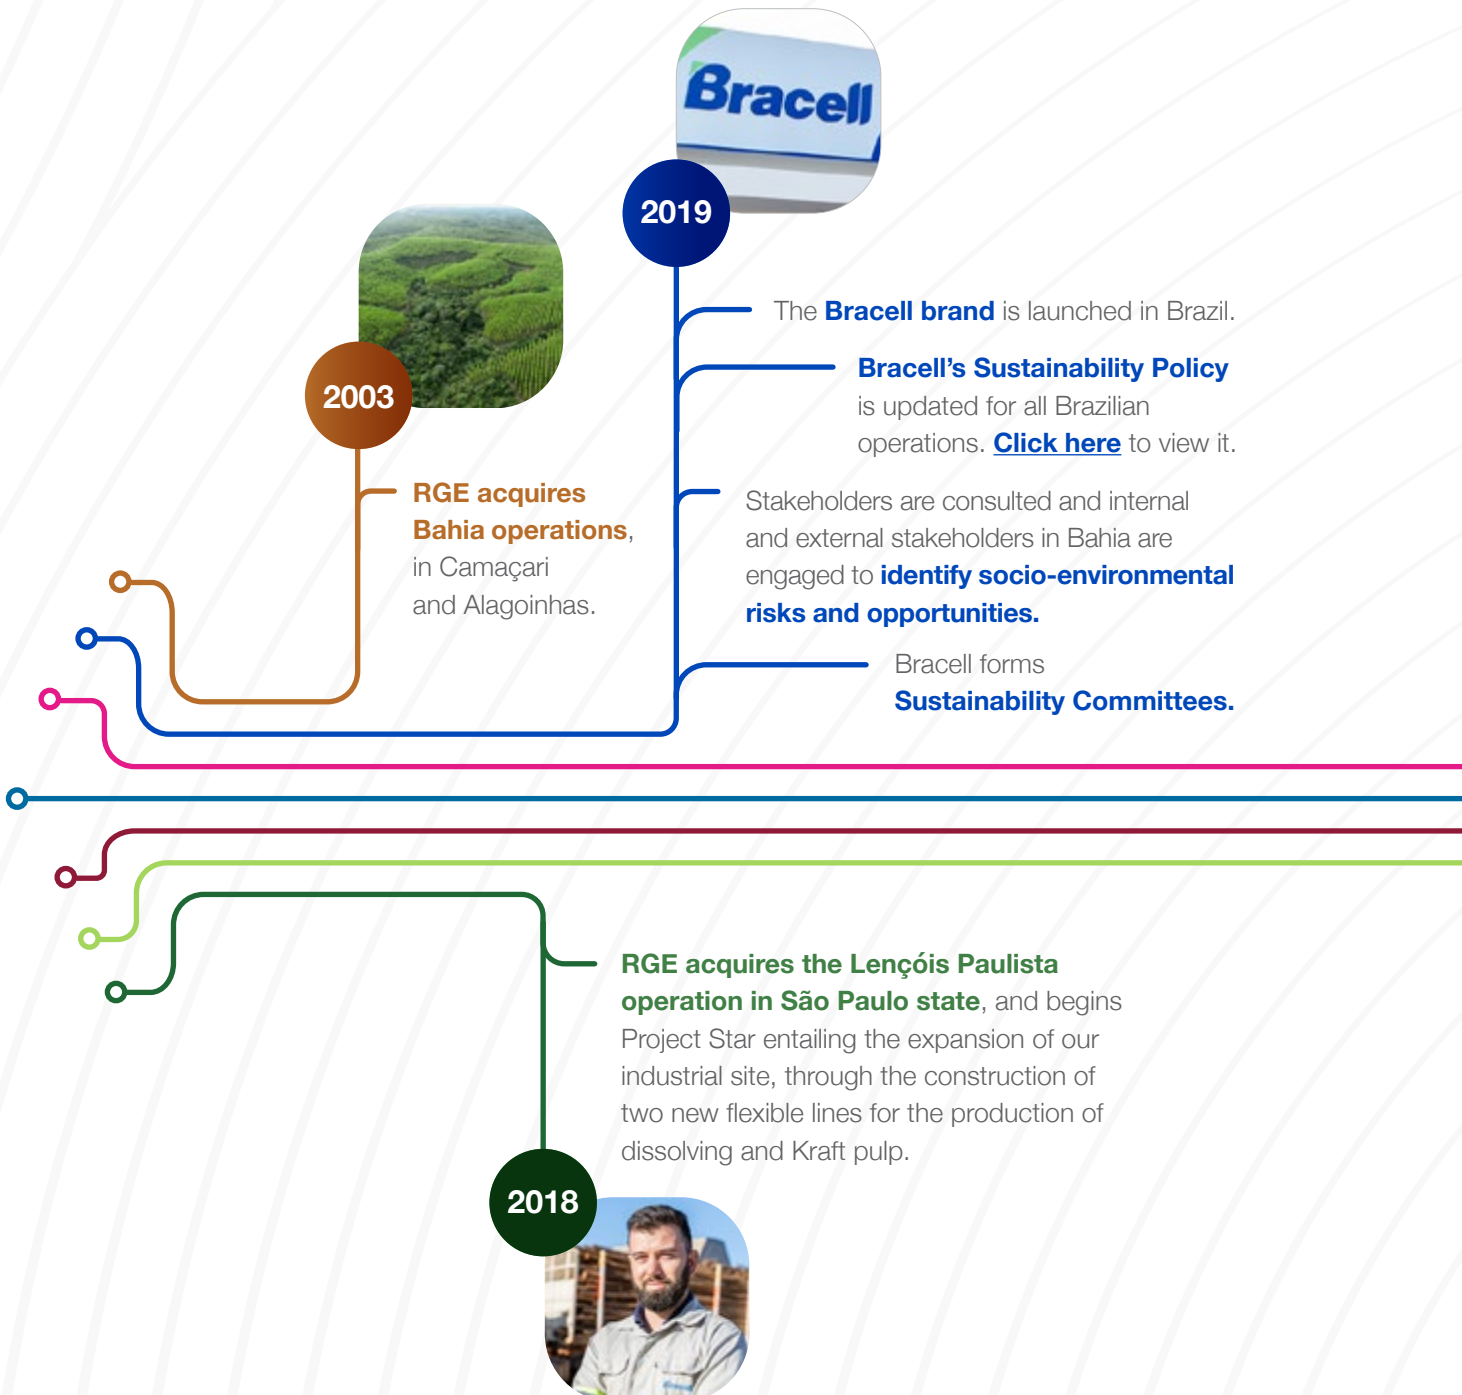 Bracell
2019
2003
The Bracell brand is launched in Brazil.
Bracell’s Sustainability Policy
is updated for all Brazilian
operations. Click here to view it.
RGE acquires
Bahia operations,
in Camaçari
and Alagoinhas.
Stakeholders are consulted and internal
and external stakeholders in Bahia are
engaged to identify socio-environmental
risks and opportunities.
Bracell forms
Sustainability Committees.
RGE acquires the Lençóis Paulista
operation in São Paulo state, and begins
Project Star entailing the expansion of our
industrial site, through the construction of
two new flexible lines for the production of
dissolving and Kraft pulp.
2018